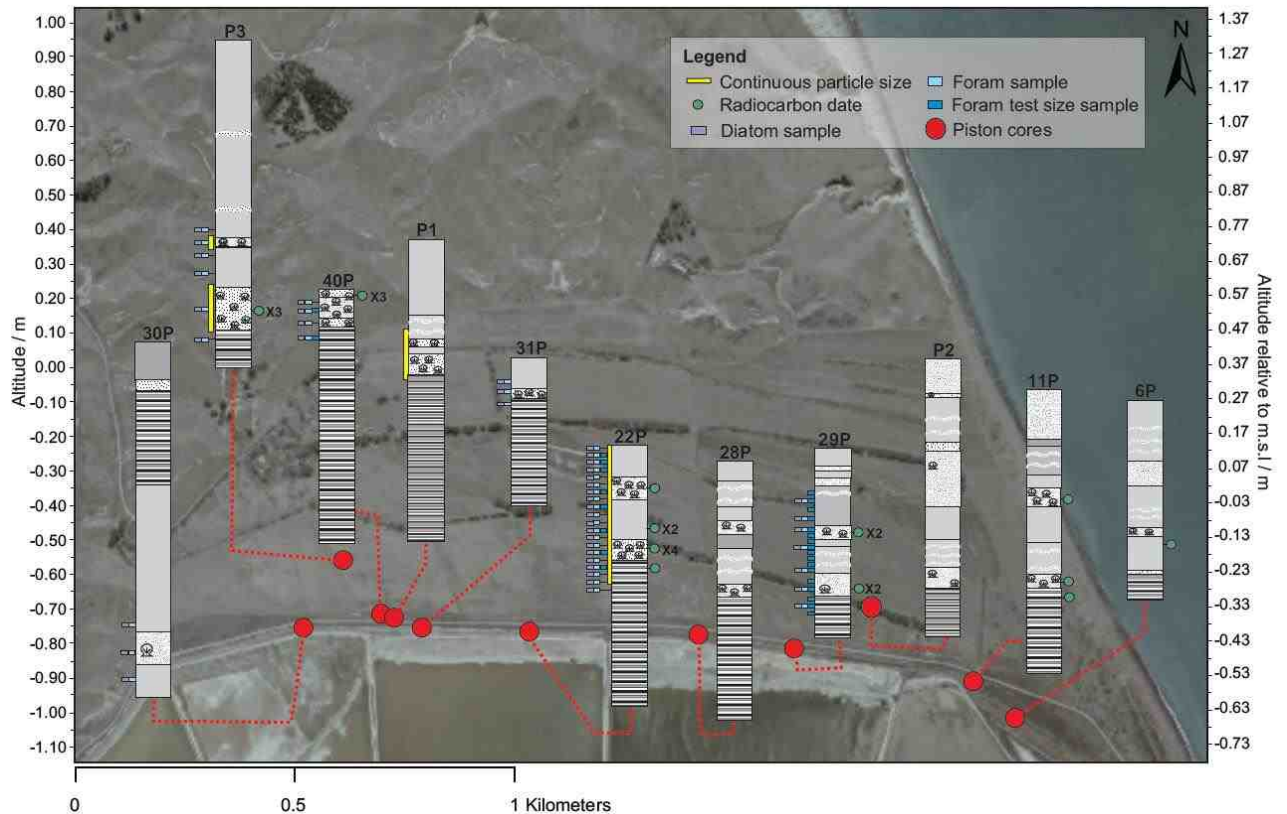 1.00
0.90
0.80
0.70
0.60
0.50
0.40
0.30
0.20
0.10
0.00
-0.10
-0.20
-0.30
-0.40
-0.50
-0.60
-0.70
-0.80
-0.90
-1.00
-1.10
Altitude / m
P3
X3
30P
40P
X3
P1
31P
22P
X2
X4
28P
29P
X2
X2
P2
11P
6P
Legend
Continuous particle size
Radiocarbon date
Diatom sample
Foram sample
Foram test size sample
Piston cores
N
1.37
1.27
1.17
1.07
0.97
0.87
0.77
0.67
0.57
0.47
0.37
0.27
0.17
0.07
-0.03
-0.13
-0.23
-0.33
-0.43
-0.53
-0.63
-0.73
Altitude relative to m.s.l / m
0
0.5
1 Kilometers